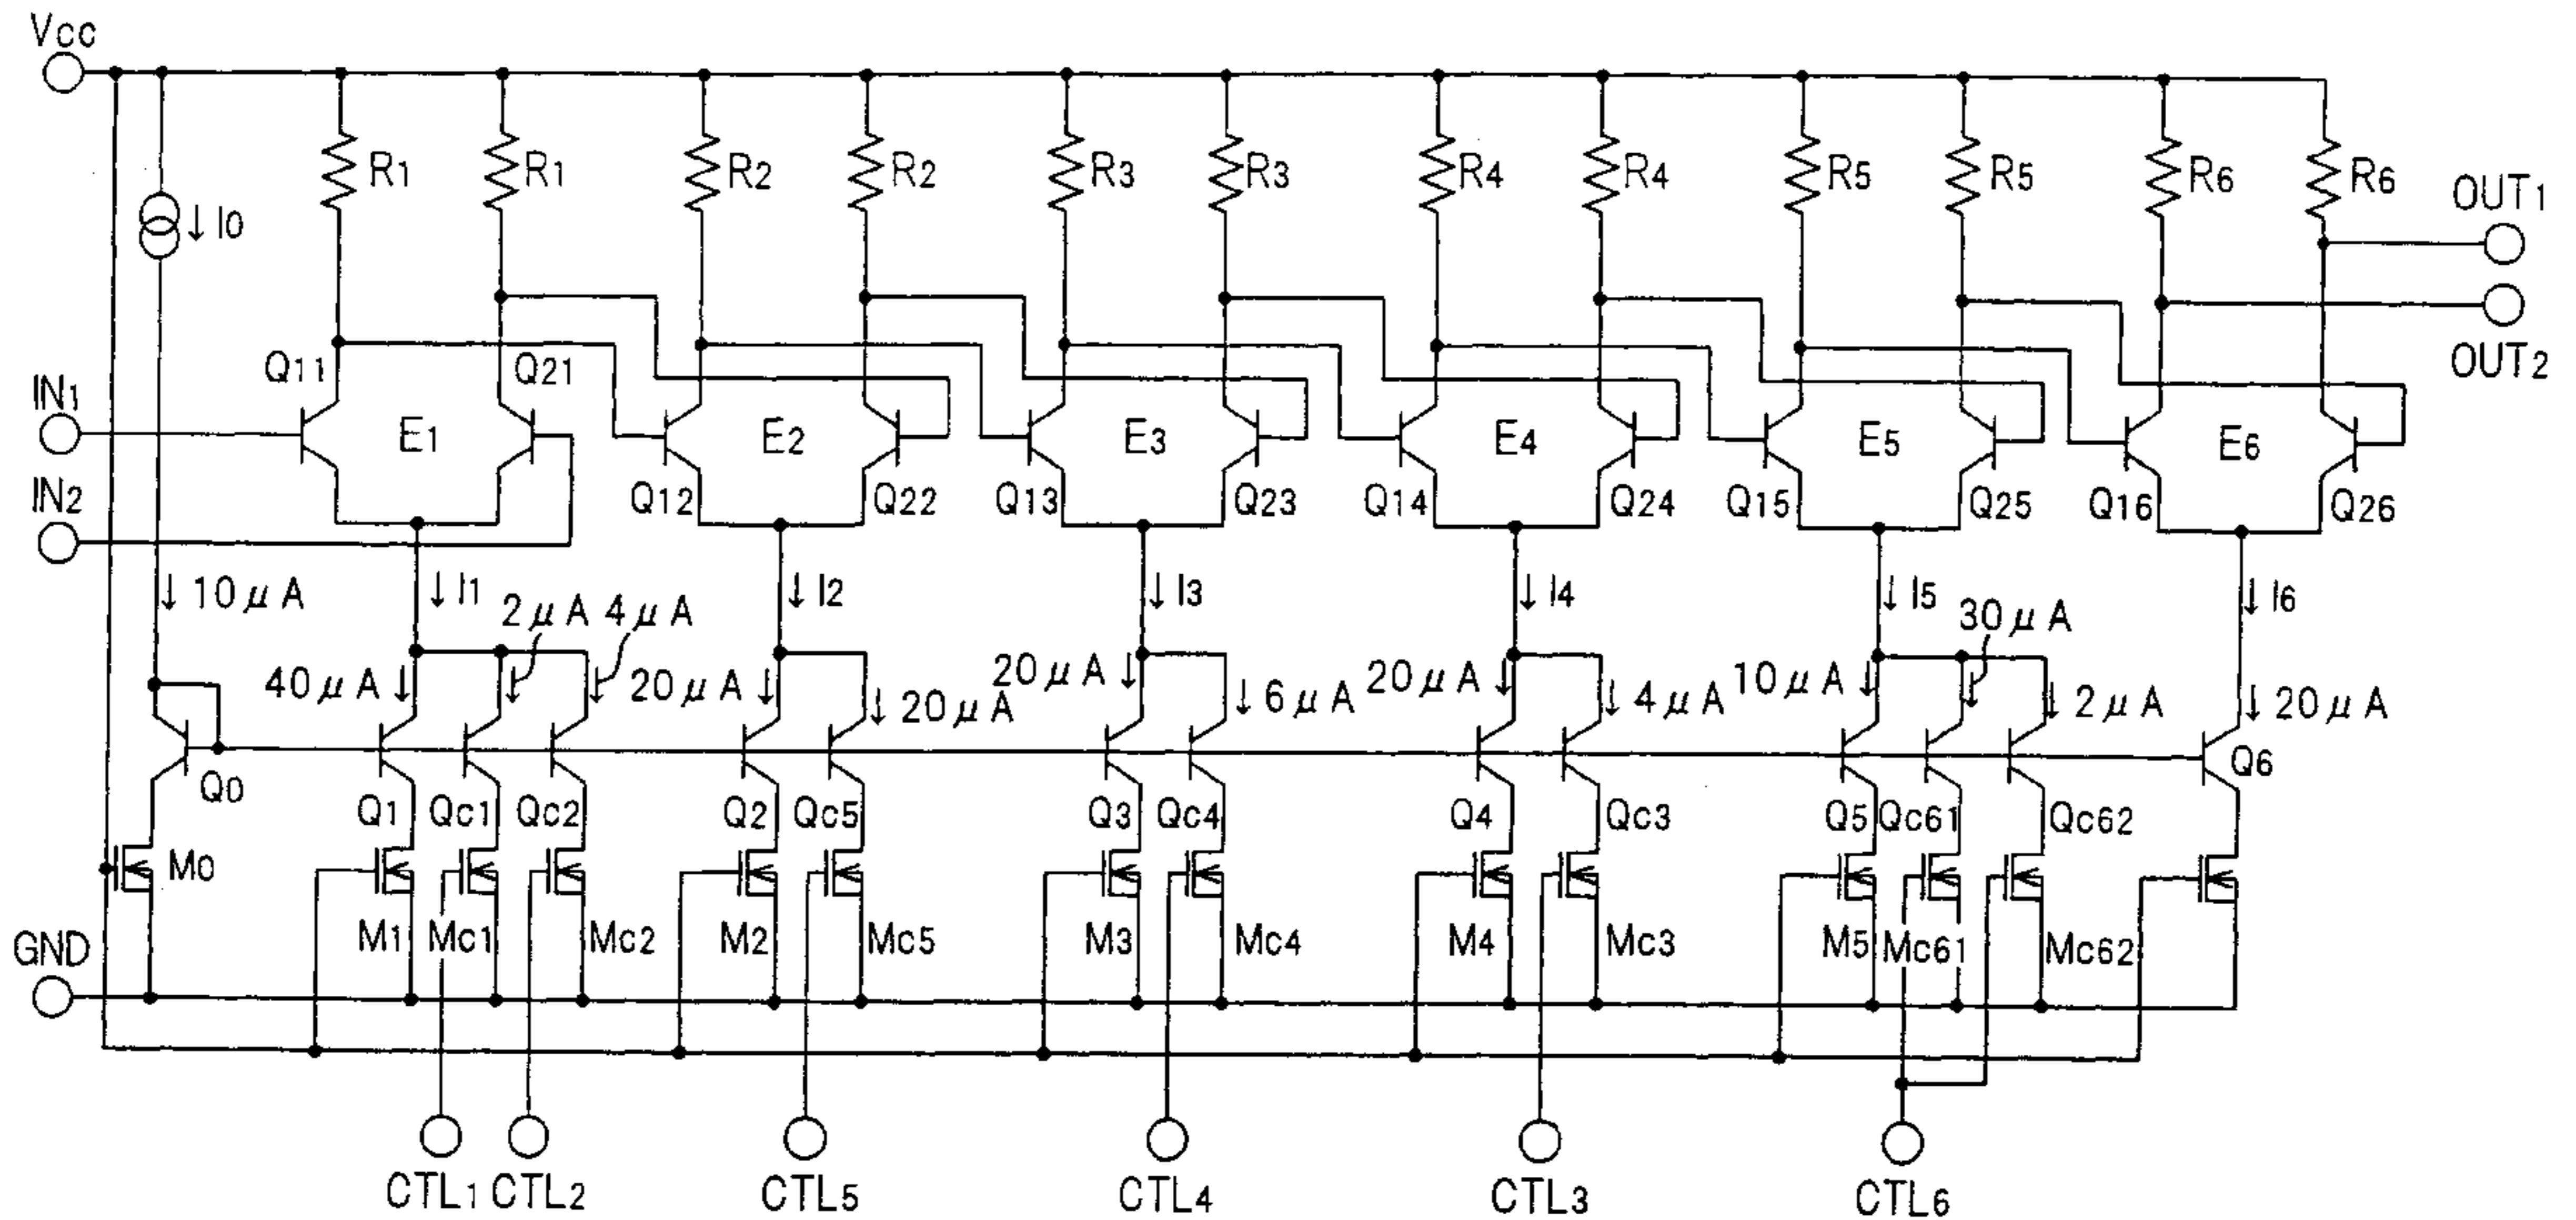 Vcc
R1 R1 R2 R2 R3 R3 R4 R4 R5 R5 R6 R6
OUT1
↓ I0
OUT2
Q11 Q21
IN1
E1 E2 E3 E4 E5 E6
IN2
Q12 Q22 Q13 Q23 Q14 Q24 Q15 Q25 Q16 Q26
↓ 10μA ↓ I1 ↓ I2 ↓ I3 ↓ I4 ↓ I5 ↓ I6
2μA 4μA 30μA
40μA ↓ ↓ ↓ 20μA ↓ ↓ 20μA 20μA ↓ ↓ 6μA 20μA ↓ ↓ 4μA 10μA ↓ ↓ ↓ 2μA ↓ 20μA
Q0 Q1 Qc1 Qc2 Q2 Qc5 Q3 Qc4 Q4 Qc3 Q5 Qc61 Qc62 Q6
M0
GND
M1 Mc1 Mc2 M2 Mc5 M3 Mc4 M4 Mc3 M5 Mc61 Mc62
CTL1 CTL2 CTL5 CTL4 CTL3 CTL6